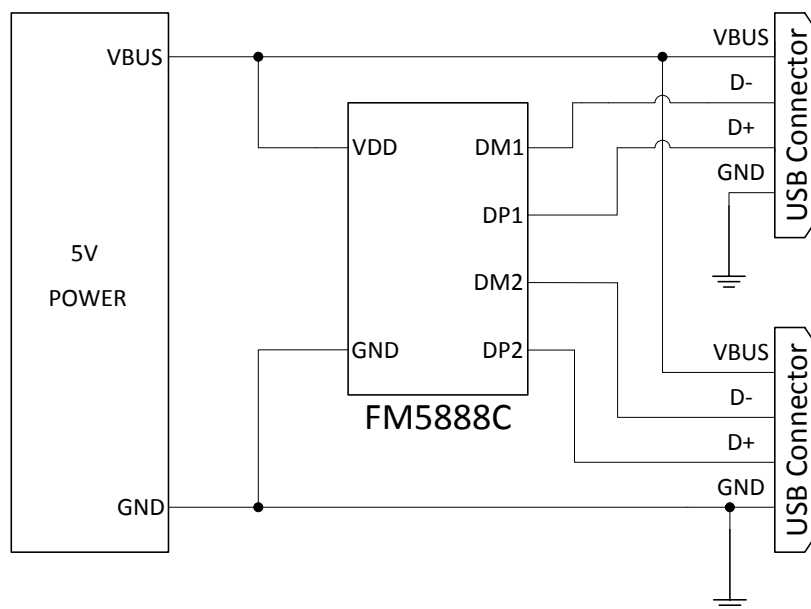 VBUS
5V
POWER
GND
VDD
GND
DM1
DP1
DM2
DP2
FM5888C
VBUS
D-
D+
GND
USB Connector
VBUS
D-
D+
GND
USB Connector